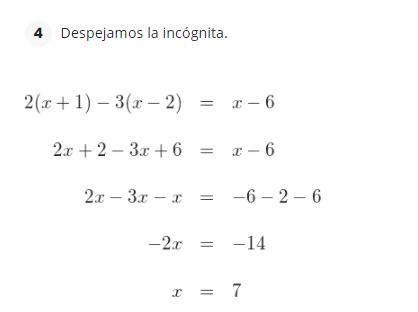 4 Despejamos la incógnita.
2(x + 1) − 3(x − 2) = x − 6
2x + 2 − 3x + 6 = x − 6
2x − 3x − x = −6 − 2 − 6
−2x = −14
x = 7